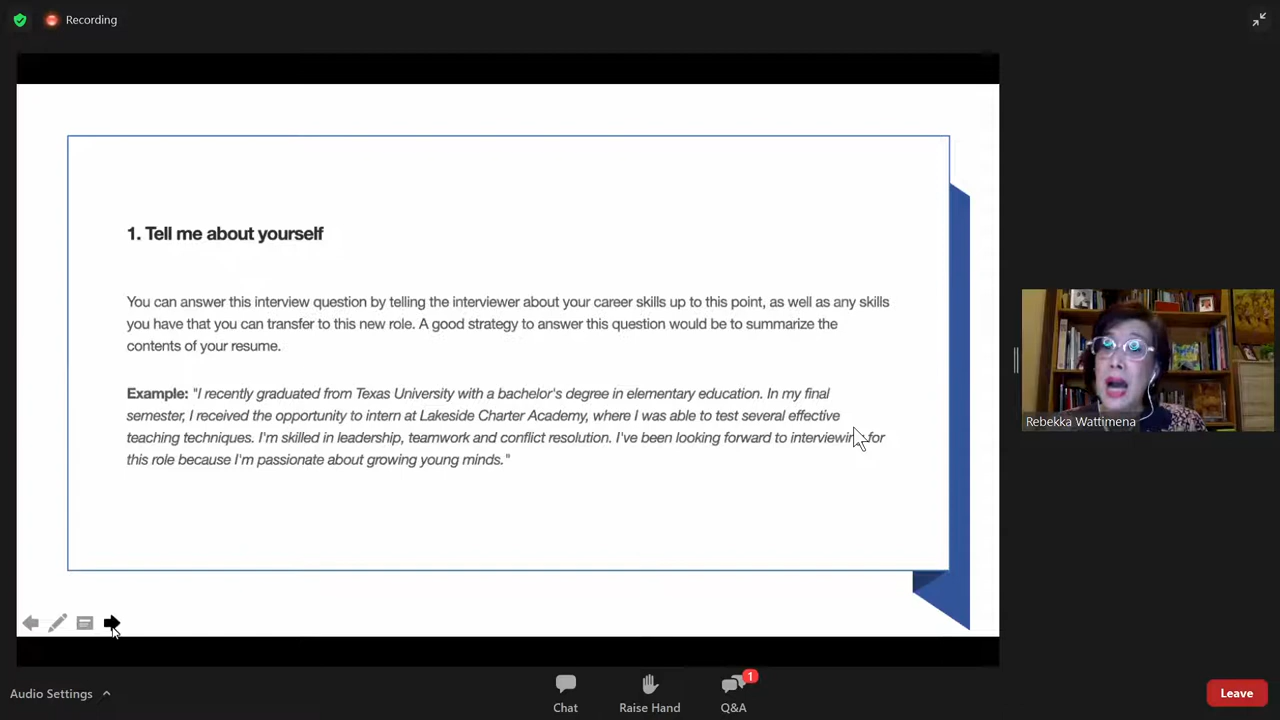 Recording
1. Tell me about yourself
You can answer this interview question by telling the interviewer about your career skills up to this point, as well as any skills
you have that you can transfer to this new role. A good strategy to answer this question would be to summarize the
contents of your resume.
Example: "I recently graduated from Texas University with a bachelor's degree in elementary education. In my final
semester, I received the opportunity to intern at Lakeside Charter Academy, where I was able to test several effective
teaching techniques. I'm skilled in leadership, teamwork and conflict resolution. I've been looking forward to interviewing for
this role because I'm passionate about growing young minds."
Rebekka Wattimena
Audio Settings
Chat
Raise Hand
1
Q&A
Leave